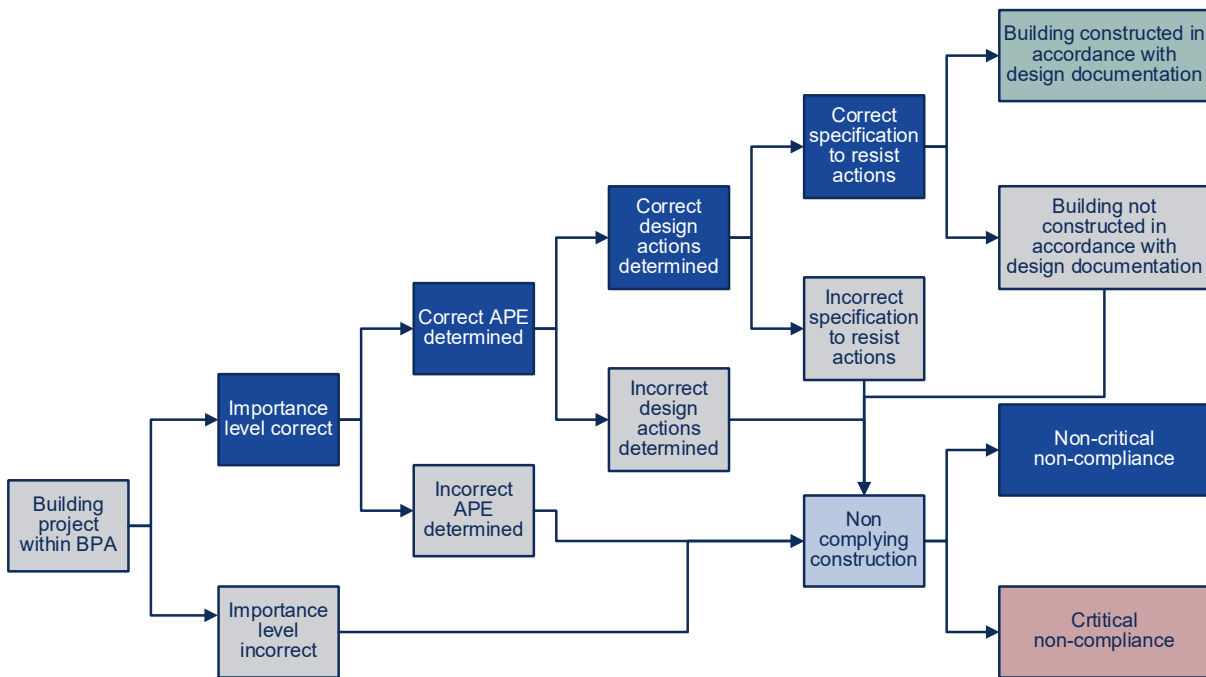 Building constructed in
accordance with
design documentation
Correct
specification
to resist
actions
Correct
design
actions
determined
Building not
constructed in
accordance with
design documentation
Correct APE
determined
Incorrect
specification
to resist
actions
Importance
level correct
Incorrect
design
actions
determined
Non-critical
non-compliance
Building
project
within BPA
Incorrect
APE
determined
Non
complying
construction
Importance
level
incorrect
Crtitical
non-compliance